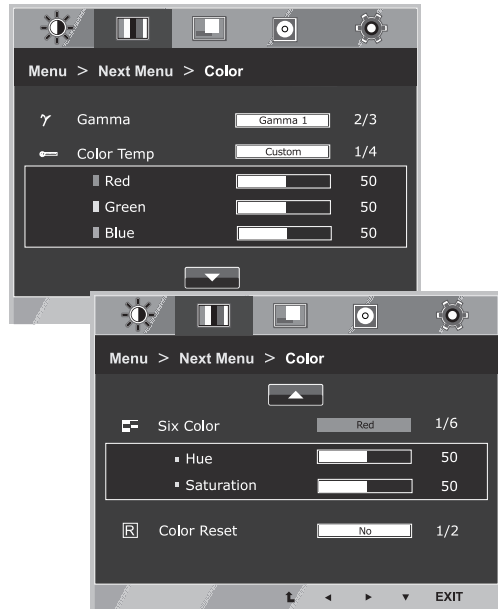 Menu > Next Menu > Color
Gamma Gamma 1 2/3
Color Temp Custom 1/4
Red 50
Green 50
Blue 50
Menu > Next Menu > Color
Six Color Red 1/6
Hue 50
Saturation 50
R Color Reset No 1/2
EXIT